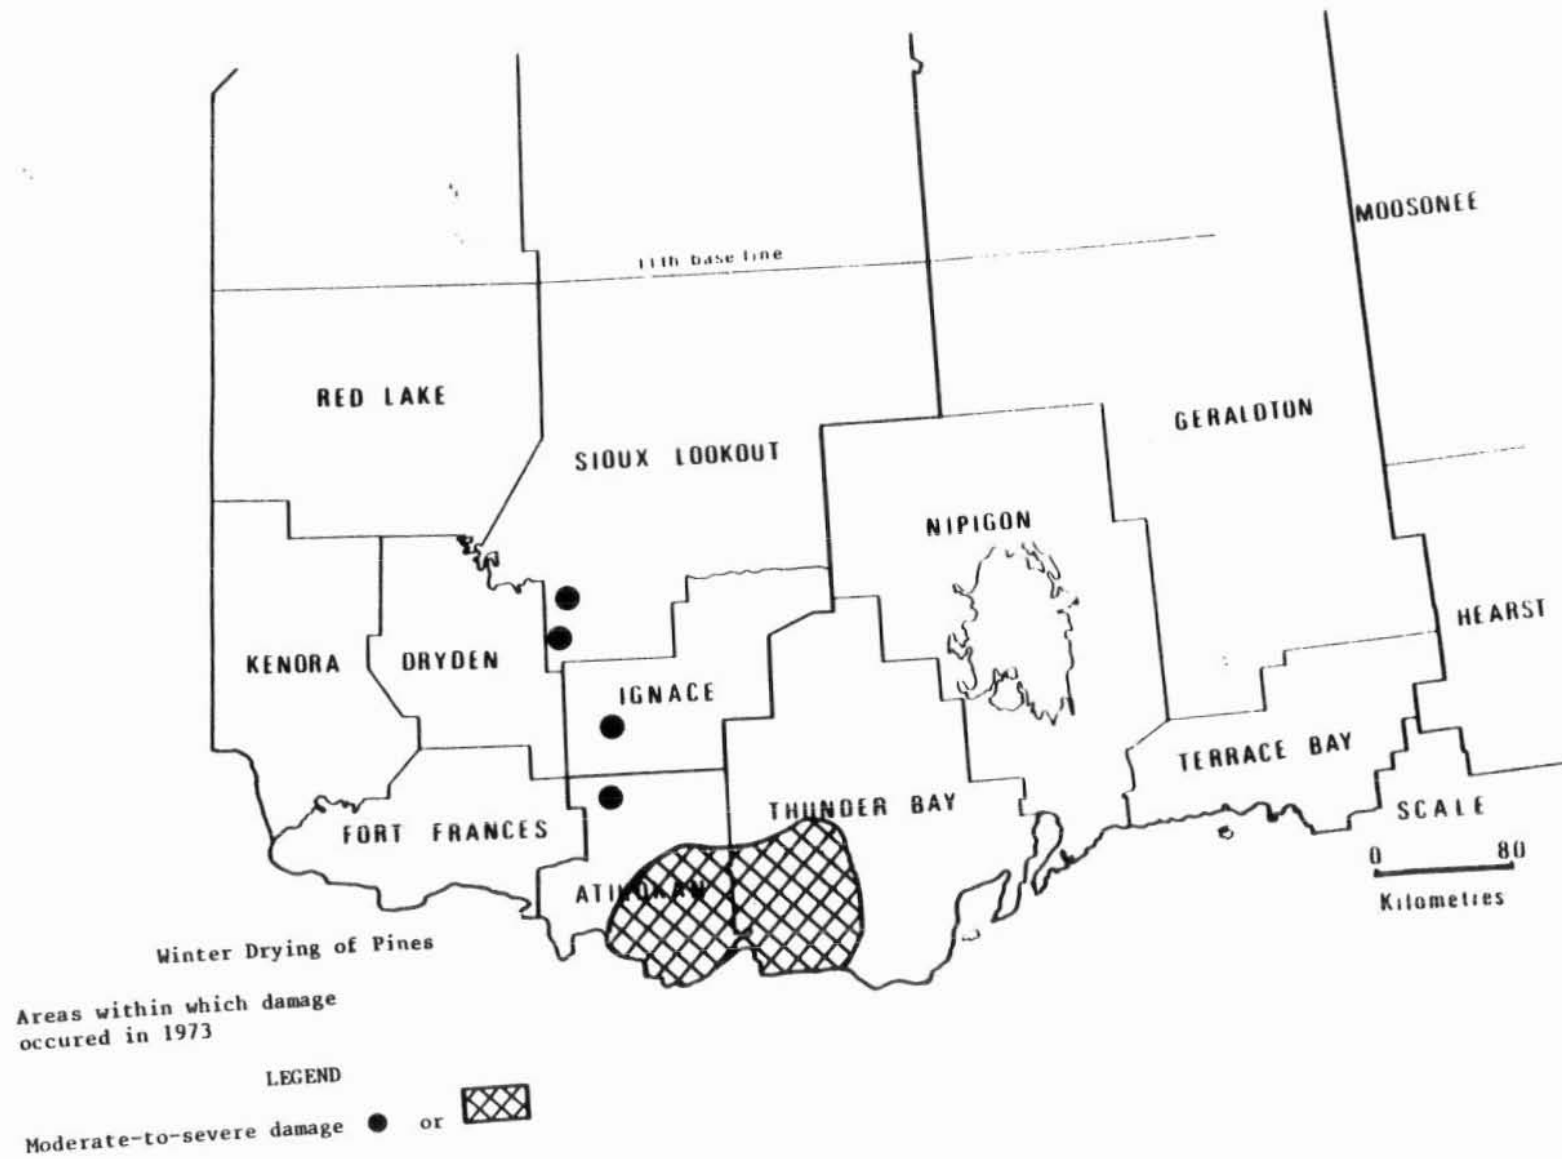 MOOSONEE
11th base line
RED LAKE
GERALOTON
SIOUX LOOKOUT
NIPIGON
HEARST
KENORA
DRYDEN
IGNACE
TERRACE BAY
THUNDER BAY
SCALE
FORT FRANCES
0 80
ATIKOKAN
Kilometres
Winter Drying of Pines
Areas within which damage
occured in 1973
LEGEND
Moderate-to-severe damage or